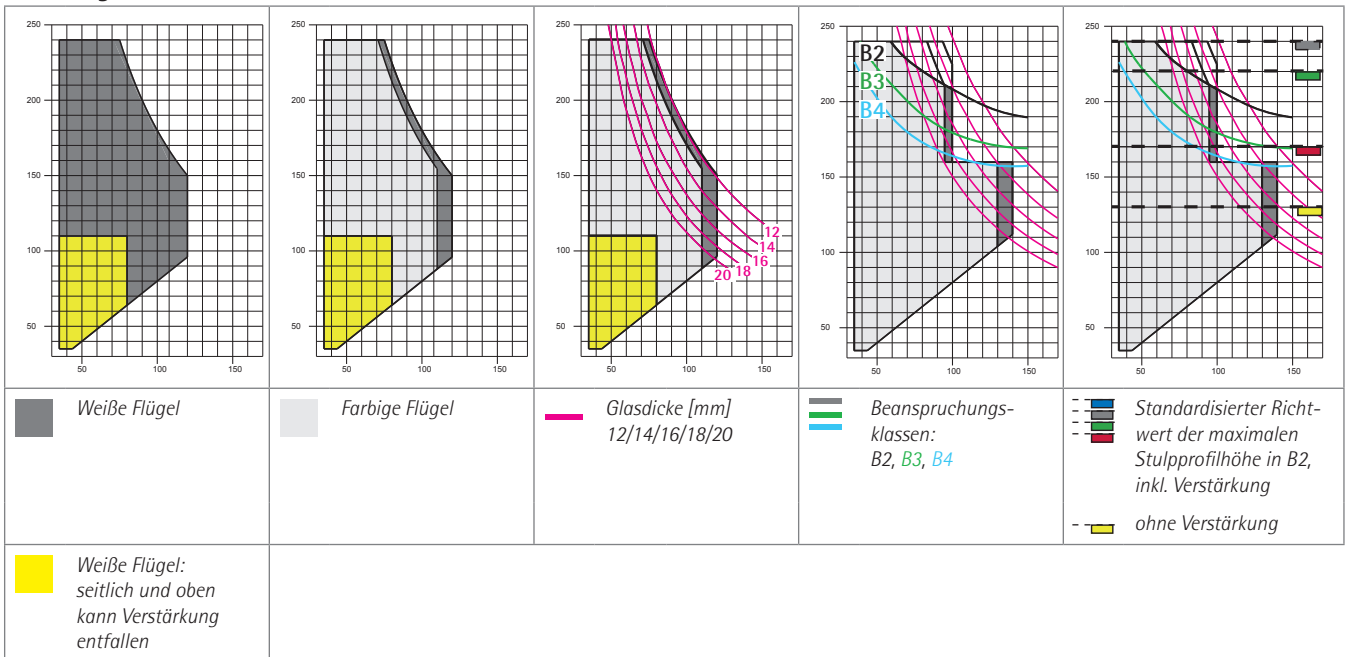 250
200
150
100
50
50
100
150
250
200
150
100
50
50
100
150
250
200
150
100
50
12
14
16
18
20
50
100
150
250
B2
B3
200
B4
150
100
50
50
100
150
250
200
150
100
50
50
100
150
Weiße Flügel
Farbige Flügel
Glasdicke [mm]
12/14/16/18/20
Beanspruchungs-
klassen:
B2, B3, B4
Standardisierter Richt-
wert der maximalen
Stulpprofilhöhe in B2,
inkl. Verstärkung
ohne Verstärkung
Weiße Flügel:
seitlich und oben
kann Verstärkung
entfallen